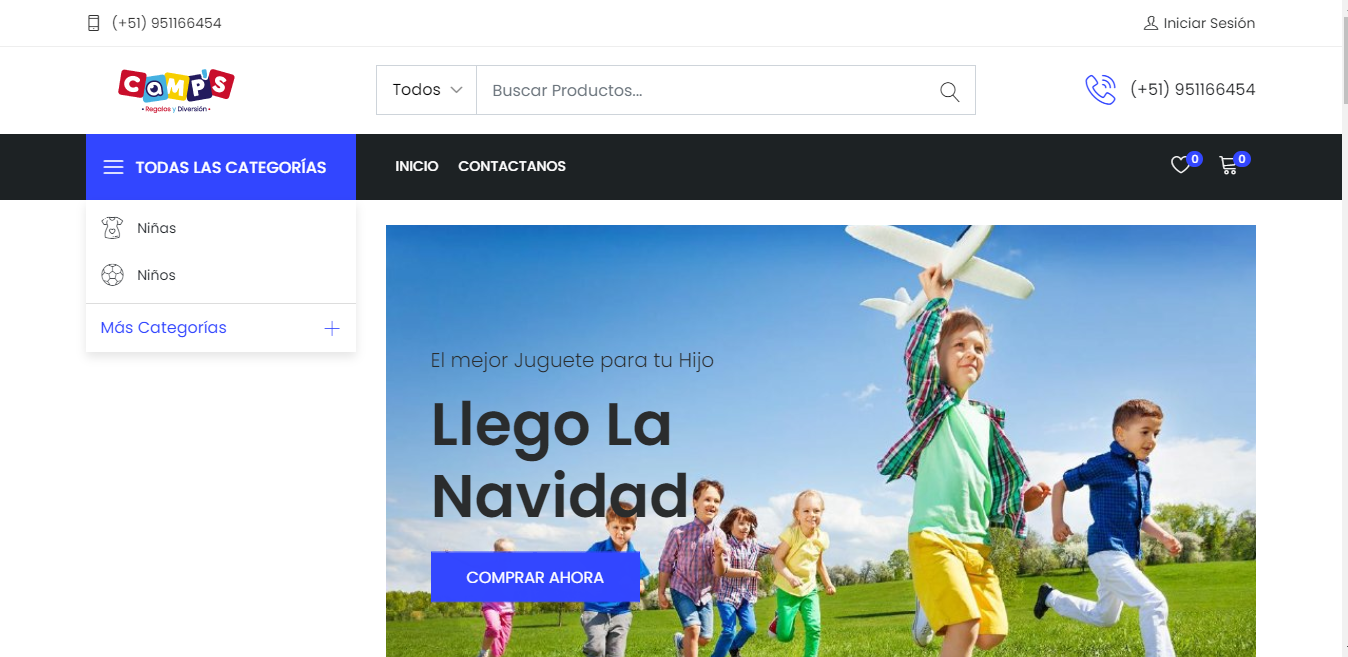 (+51) 951166454
Iniciar Sesión
CAMP'S
• Regalos y Diversión •
Todos
Buscar Productos...
(+51) 951166454
TODAS LAS CATEGORÍAS
INICIO
CONTACTANOS
0
0
Niñas
Niños
Más Categorías
El mejor Juguete para tu Hijo
Llego La
Navidad
COMPRAR AHORA